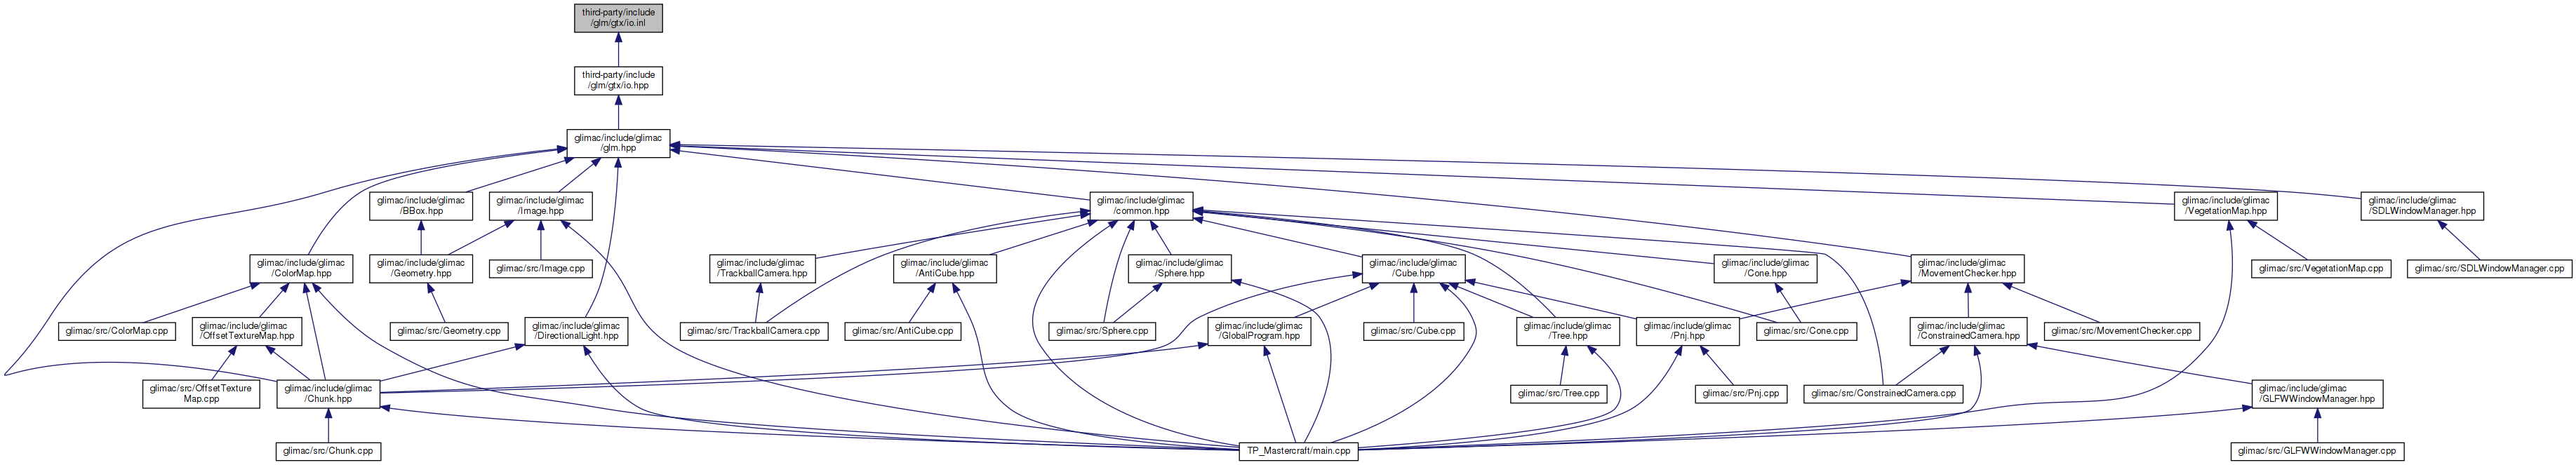 third-party/include
/glm/gtx/io.inl
third-party/include
/glm/gtx/io.hpp
glimac/include/glimac
/glm.hpp
glimac/include/glimac
/BBox.hpp
glimac/include/glimac
/Image.hpp
glimac/include/glimac
/common.hpp
glimac/include/glimac
/VegetationMap.hpp
glimac/include/glimac
/SDLWindowManager.hpp
glimac/include/glimac
/ColorMap.hpp
glimac/include/glimac
/Geometry.hpp
glimac/src/Image.cpp
glimac/include/glimac
/TrackballCamera.hpp
glimac/include/glimac
/AntiCube.hpp
glimac/include/glimac
/Sphere.hpp
glimac/include/glimac
/Cube.hpp
glimac/include/glimac
/Cone.hpp
glimac/include/glimac
/MovementChecker.hpp
glimac/src/VegetationMap.cpp
glimac/src/SDLWindowManager.cpp
glimac/src/ColorMap.cpp
glimac/include/glimac
/OffsetTextureMap.hpp
glimac/src/Geometry.cpp
glimac/include/glimac
/DirectionalLight.hpp
glimac/src/TrackballCamera.cpp
glimac/src/AntiCube.cpp
glimac/src/Sphere.cpp
glimac/include/glimac
/GlobalProgram.hpp
glimac/src/Cube.cpp
glimac/include/glimac
/Tree.hpp
glimac/include/glimac
/Pnj.hpp
glimac/src/Cone.cpp
glimac/include/glimac
/ConstrainedCamera.hpp
glimac/src/MovementChecker.cpp
glimac/src/OffsetTexture
Map.cpp
glimac/include/glimac
/Chunk.hpp
glimac/src/Tree.cpp
glimac/src/Pnj.cpp
glimac/src/ConstrainedCamera.cpp
glimac/include/glimac
/GLFWWindowManager.hpp
glimac/src/Chunk.cpp
TP_Mastercraft/main.cpp
glimac/src/GLFWWindowManager.cpp